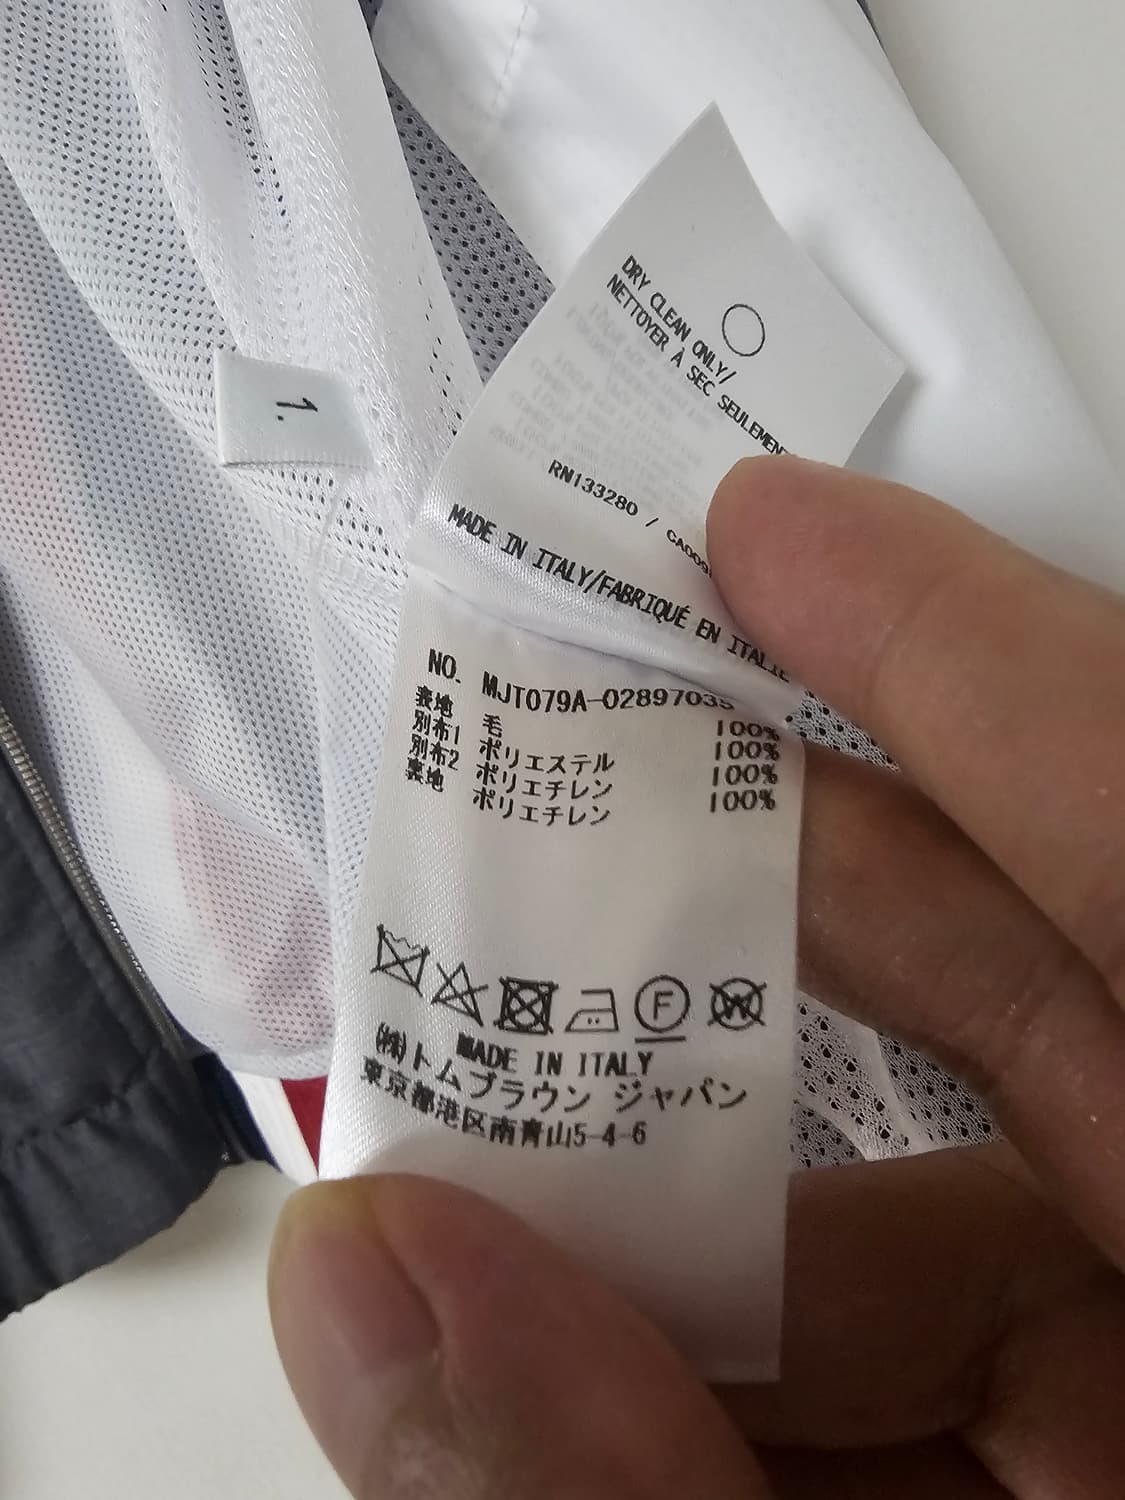 DRY CLEAN ONLY/
NETTOYER À SEC SEULEMENT
RN133280 /
MADE IN ITALY/FABRIQUÉ EN ITALIE
1.
NO. MJT079A-02897035
表地 毛 100%
別布1 ポリエステル 100%
別布2 ポリエチレン 100%
裏地 ポリエチレン 100%
F W
MADE IN ITALY
㈱トムブラウン ジャパン
東京都港区南青山5-4-6